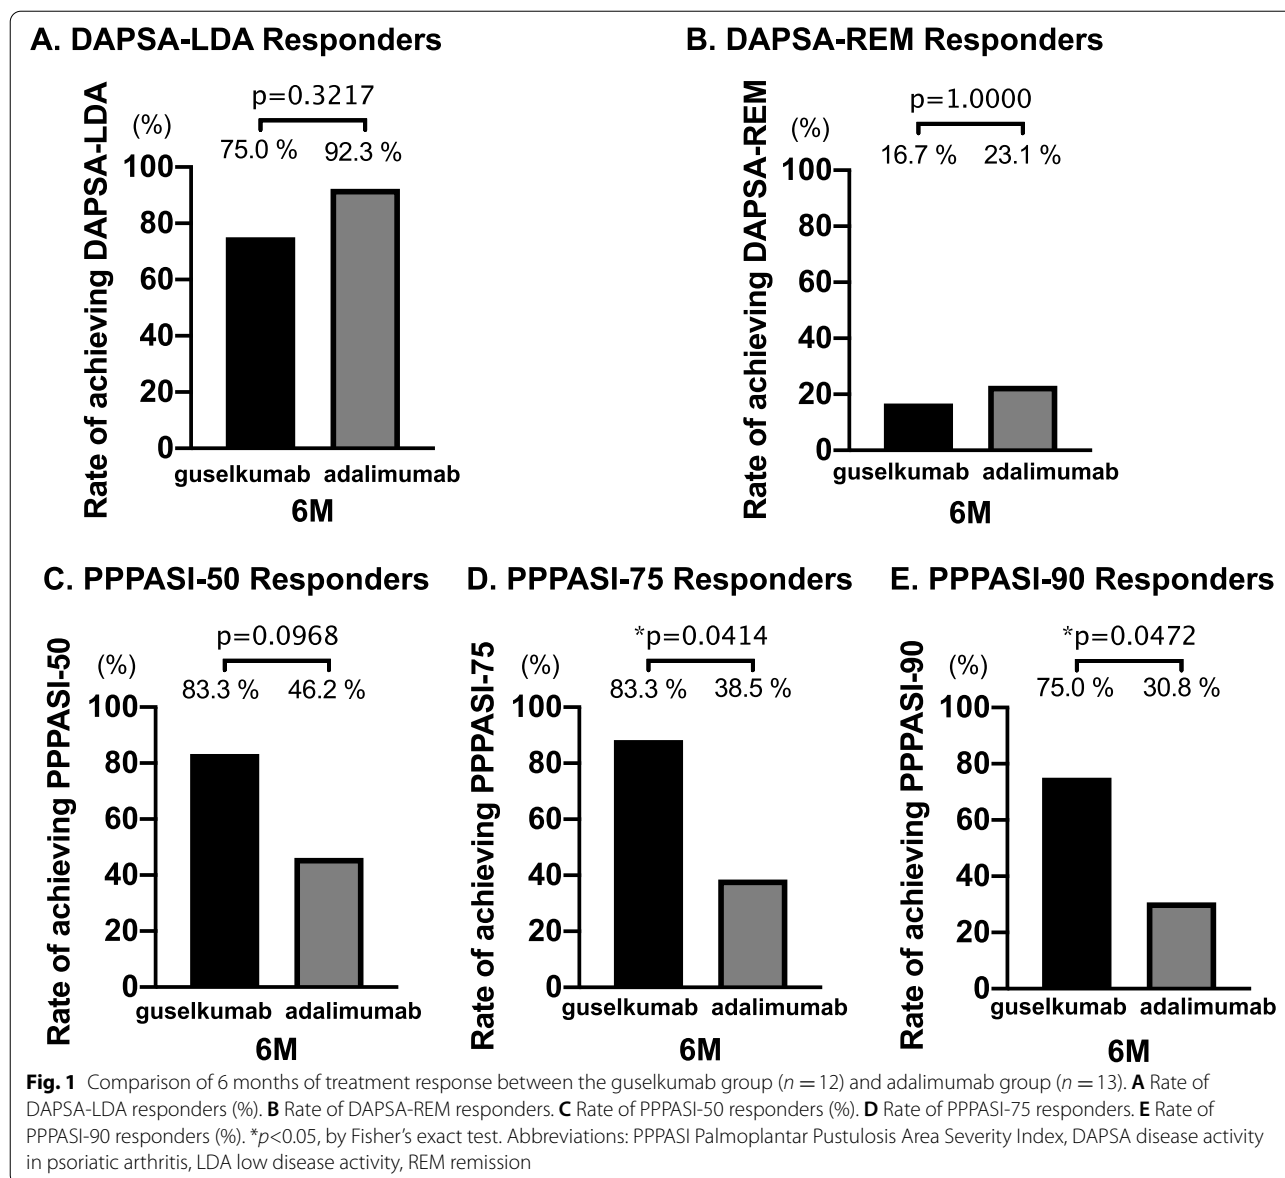 A. DAPSA-LDA Responders
p=0.3217
(%)
75.0 % 92.3 %
Rate of achieving DAPSA-LDA
100
80
60
40
20
0
guselkumab adalimumab
6M
B. DAPSA-REM Responders
p=1.0000
(%)
16.7 % 23.1 %
Rate of achieving DAPSA-REM
100
80
60
40
20
0
guselkumab adalimumab
6M
C. PPPASI-50 Responders
p=0.0968
(%)
83.3 % 46.2 %
Rate of achieving PPPASI-50
100
80
60
40
20
0
guselkumab adalimumab
6M
D. PPPASI-75 Responders
*p=0.0414
(%)
83.3 % 38.5 %
Rate of achieving PPPASI-75
100
80
60
40
20
0
guselkumab adalimumab
6M
E. PPPASI-90 Responders
*p=0.0472
(%)
75.0 % 30.8 %
Rate of achieving PPPASI-90
100
80
60
40
20
0
guselkumab adalimumab
6M
Fig. 1 Comparison of 6 months of treatment response between the guselkumab group (n = 12) and adalimumab group (n = 13). A Rate of
DAPSA-LDA responders (%). B Rate of DAPSA-REM responders. C Rate of PPPASI-50 responders (%). D Rate of PPPASI-75 responders. E Rate of
PPPASI-90 responders (%). *p<0.05, by Fisher’s exact test. Abbreviations: PPPASI Palmoplantar Pustulosis Area Severity Index, DAPSA disease activity
in psoriatic arthritis, LDA low disease activity, REM remission